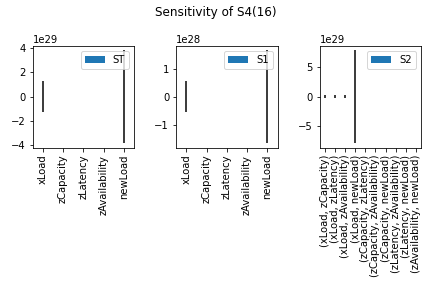 Sensitivity of S4(16)
1e29
ST
4
2
0
−2
−4
xLoad
zCapacity
zLatency
zAvailability
newLoad
1e28
S1
1
0
−1
xLoad
zCapacity
zLatency
zAvailability
newLoad
1e29
S2
5
0
−5
(xLoad, zCapacity)
(xLoad, zLatency)
(xLoad, zAvailability)
(xLoad, newLoad)
(zCapacity, zLatency)
(zCapacity, zAvailability)
(zCapacity, newLoad)
(zLatency, zAvailability)
(zLatency, newLoad)
(zAvailability, newLoad)